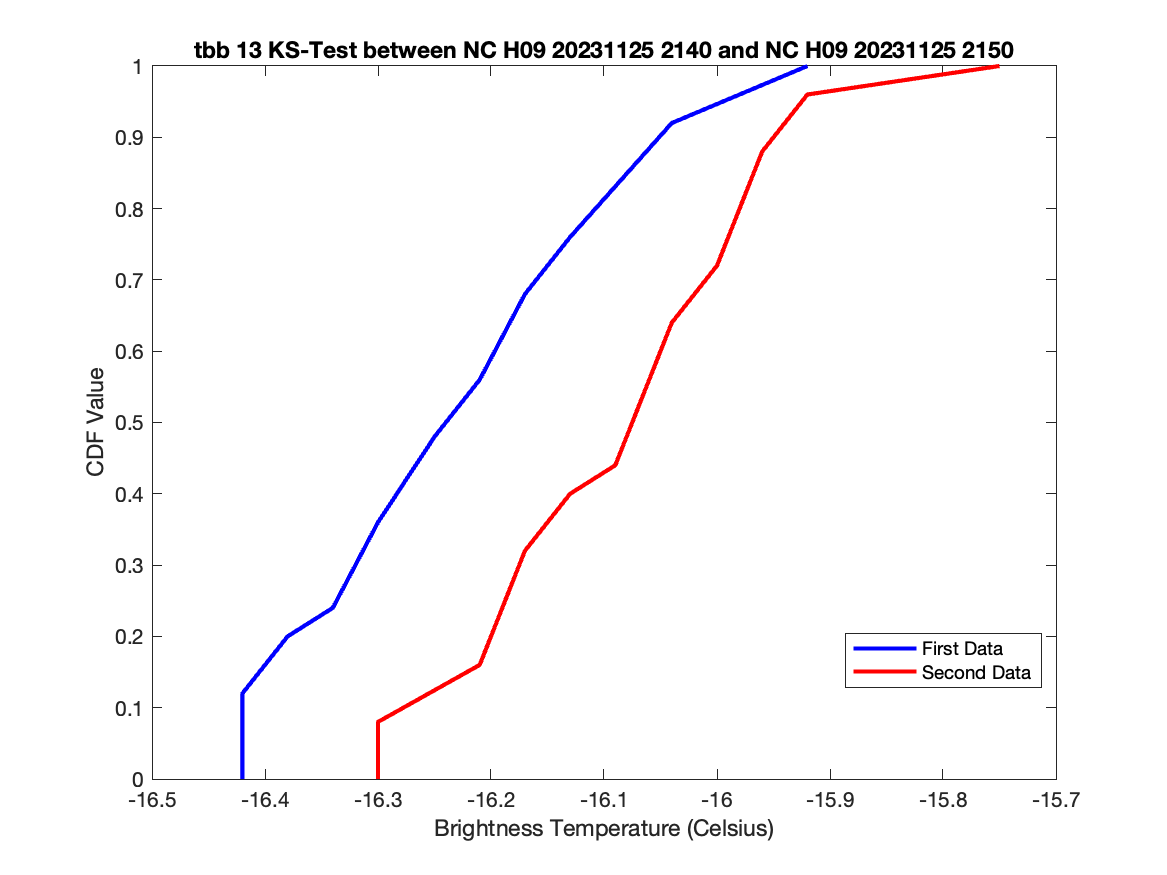 tbb 13 KS-Test between NC H09 20231125 2140 and NC H09 20231125 2150
1
0.9
0.8
0.7
0.6
0.5
0.4
0.3
0.2
0.1
0
CDF Value
First Data
Second Data
-16.5 -16.4 -16.3 -16.2 -16.1 -16 -15.9 -15.8 -15.7
Brightness Temperature (Celsius)